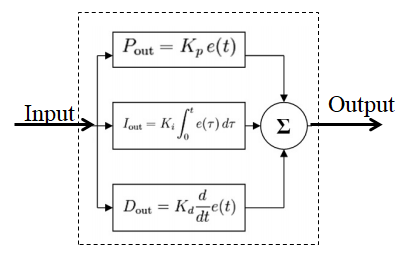 P_out = K_p e(t)
Input
I_out = K_i ∫_0^t e(τ) dτ
Σ
Output
D_out = K_d d/dt e(t)